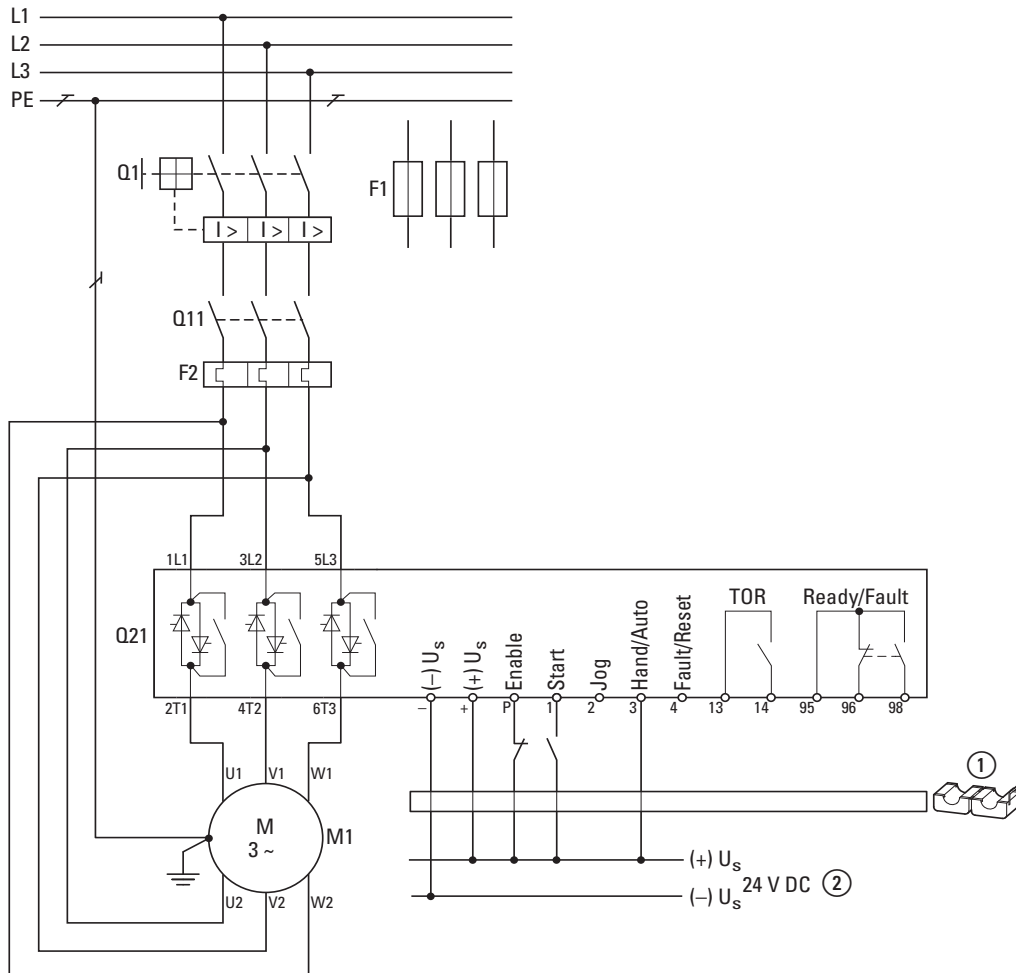 L1
L2
L3
PE
Q1
F1
I > I > I >
Q11
F2
1L1 3L2 5L3
Q21
TOR
Ready/Fault
(–) Us
(+) Us
Enable
Start
Jog
Hand/Auto
Fault/Reset
– + P 1 2 3 4 13 14 95 96 98
2T1 4T2 6T3
U1 V1 W1
1
M
3 ~
M1
(+) Us
24 V DC 2
(–) Us
U2 V2 W2